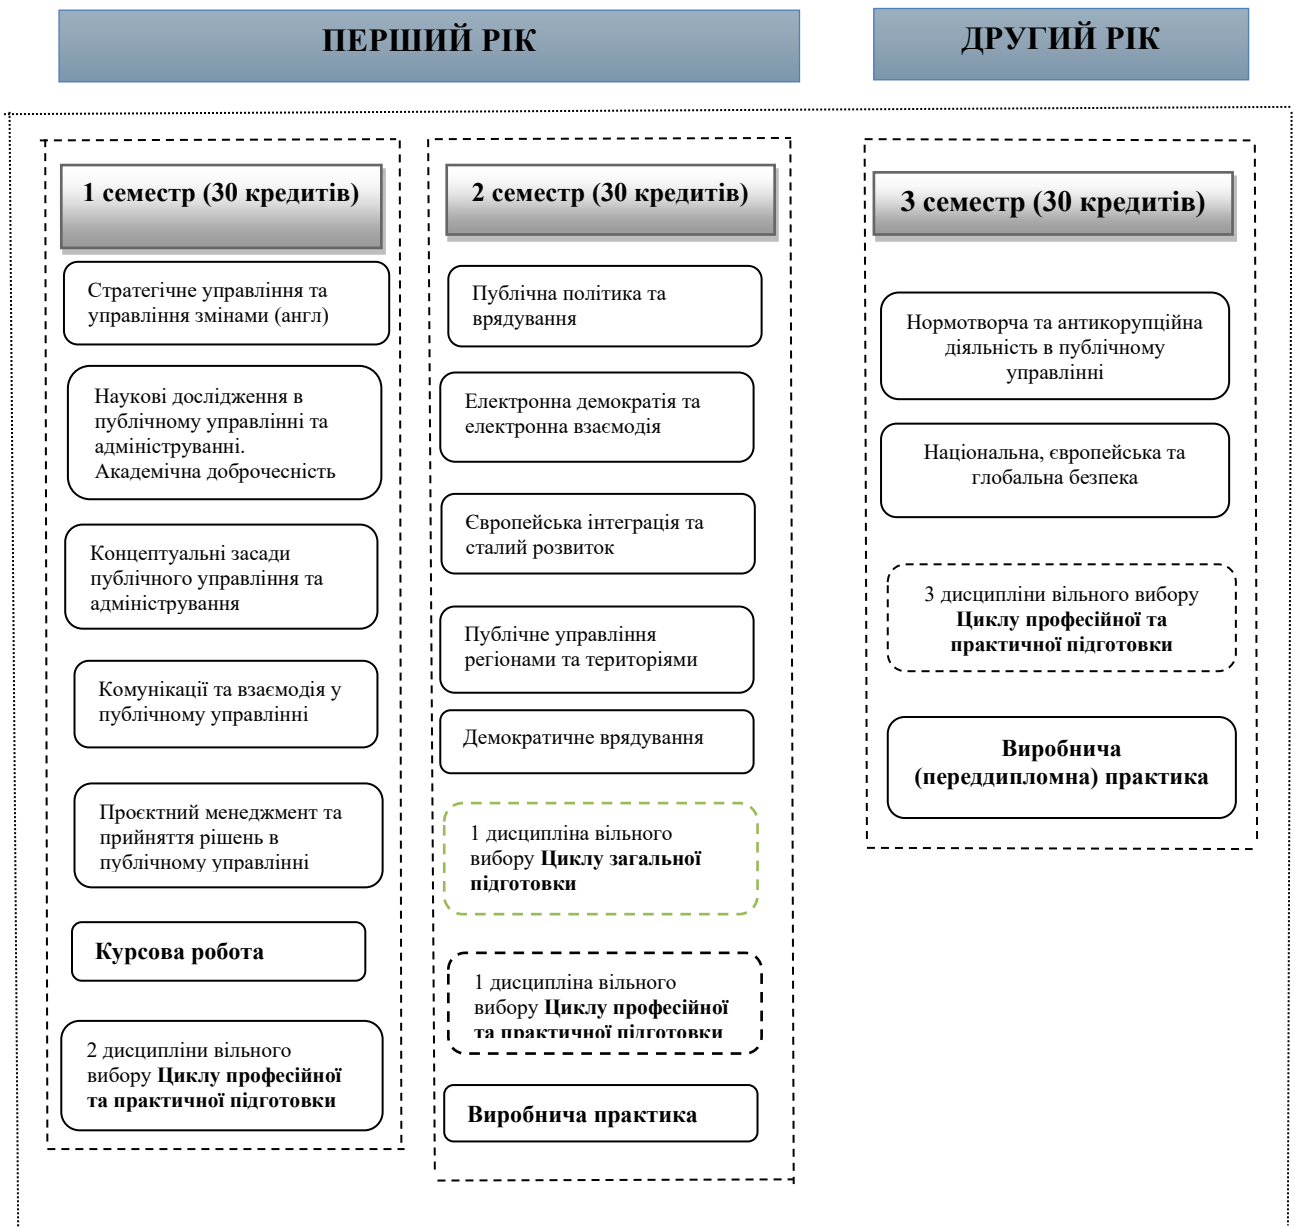 ПЕРШИЙ РІК
ДРУГИЙ РІК
1 семестр (30 кредитів)
Стратегічне управління та
управління змінами (англ)
Наукові дослідження в
публічному управлінні та
адмініструванні.
Академічна доброчесність
Концептуальні засади
публічного управління та
адміністрування
Комунікації та взаємодія у
публічному управлінні
Проєктний менеджмент та
прийняття рішень в
публічному управлінні
Курсова робота
2 дисципліни вільного
вибору Циклу професійної
та практичної підготовки
2 семестр (30 кредитів)
Публічна політика та
врядування
Електронна демократія та
електронна взаємодія
Європейська інтеграція та
сталий розвиток
Публічне управління
регіонами та територіями
Демократичне врядування
1 дисципліна вільного
вибору Циклу загальної
підготовки
1 дисципліна вільного
вибору Циклу професійної
та практичної підготовки
Виробнича практика
3 семестр (30 кредитів)
Нормотворча та антикорупційна
діяльність в публічному
управлінні
Національна, європейська та
глобальна безпека
3 дисципліни вільного вибору
Циклу професійної та
практичної підготовки
Виробнича
(переддипломна) практика